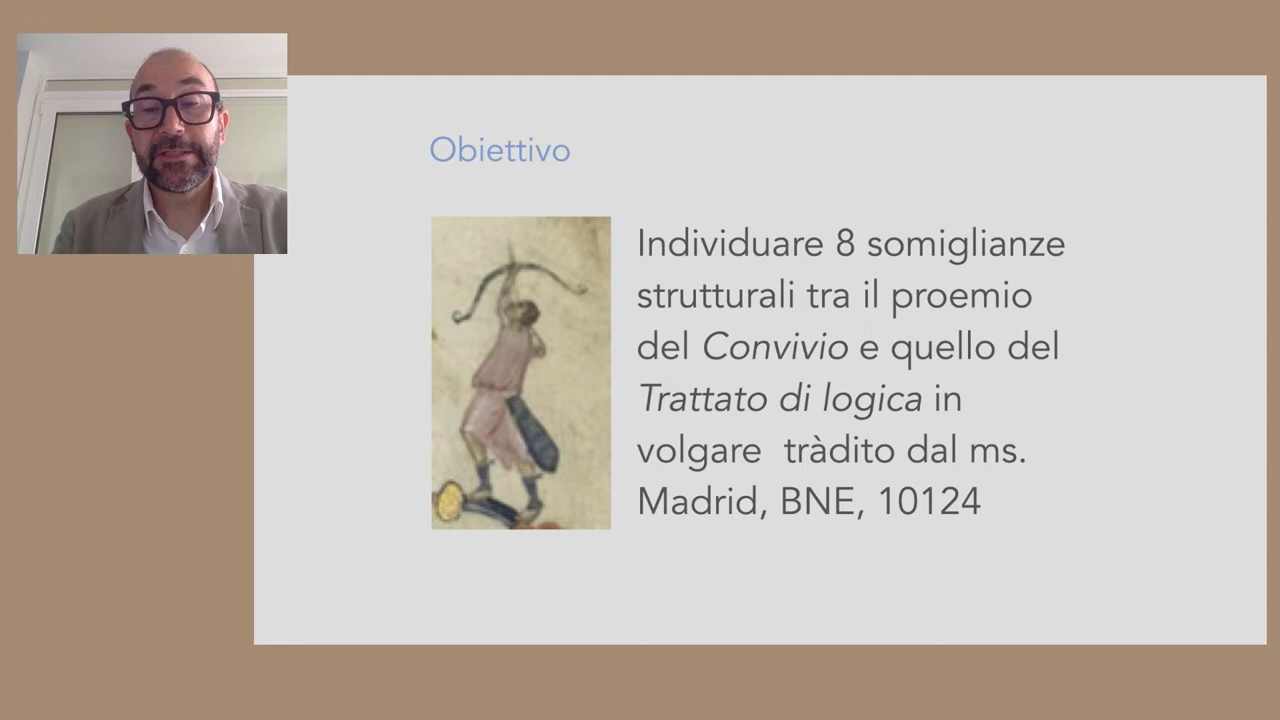 Obiettivo
Individuare 8 somiglianze
strutturali tra il proemio
del Convivio e quello del
Trattato di logica in
volgare  tràdito dal ms.
Madrid, BNE, 10124